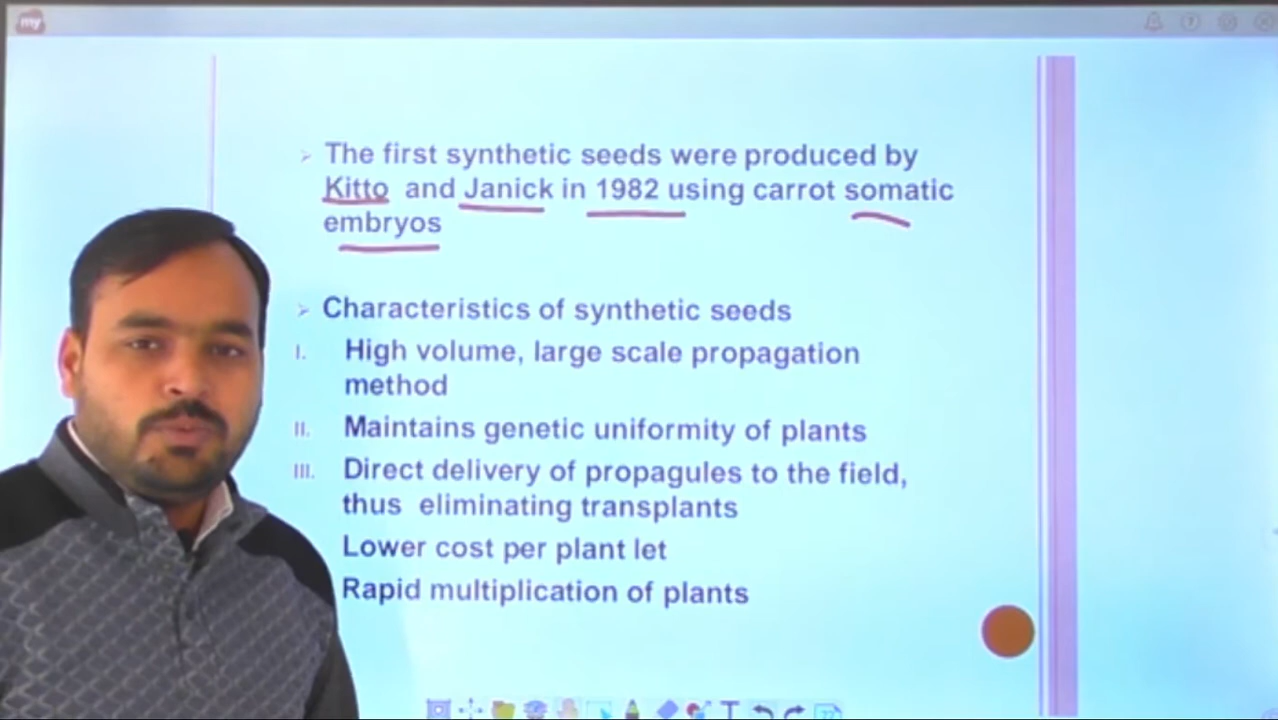 my
The first synthetic seeds were produced by
Kitto and Janick in 1982 using carrot somatic
embryos
Characteristics of synthetic seeds
I. High volume, large scale propagation
method
II. Maintains genetic uniformity of plants
III. Direct delivery of propagules to the field,
thus eliminating transplants
Lower cost per plant let
Rapid multiplication of plants